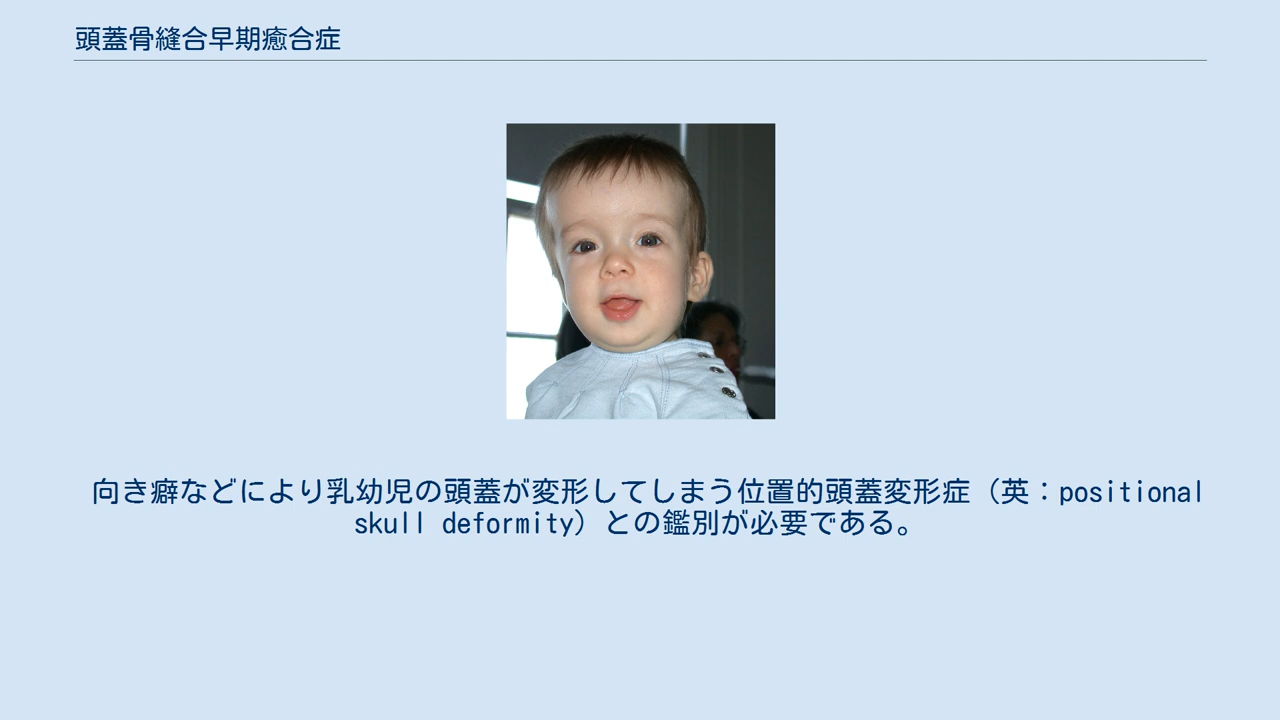 頭蓋骨縫合早期癒合症
向き癖などにより乳幼児の頭蓋が変形してしまう位置的頭蓋変形症（英：positional
skull deformity）との鑑別が必要である。